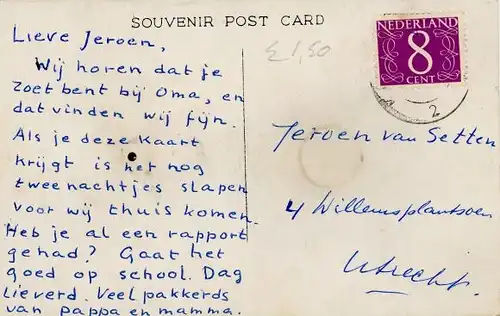 SOUVENIR POST CARD
Lieve Jeroen,
Wij horen dat je
zoet bent bij Oma, en
dat vinden wij fijn.
Als je deze Kaart
krijgt is het nog
tweenachtjes slapen
voor wij thuis komen.
Heb je al een rapport
gehad? Gaat het
goed op school. Dag
Lieverd. Veel pakkerds
van pappa en mamma.
£1,50
NEDERLAND
8
CENT
2
Jeroen van Setten
4 Willemsplantsoen
Utrecht.